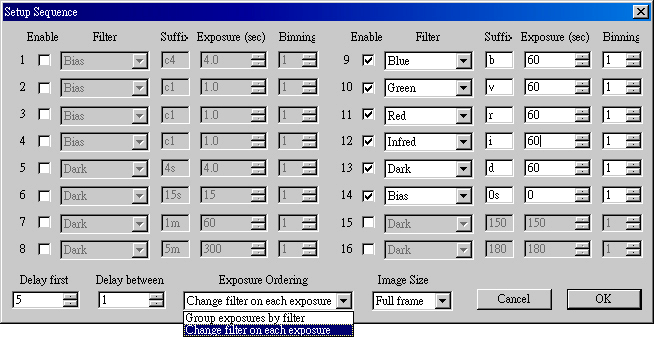 Setup Sequence
Enable Filter Suffix Exposure (sec) Binning Enable Filter Suffix Exposure (sec) Binning
1 Bias c4 4.0 1 9 Blue b 60 1
2 Bias c1 1.0 1 10 Green v 60 1
3 Bias c1 1.0 1 11 Red r 60 1
4 Bias c1 1.0 1 12 Infred i 60 1
5 Dark 4s 4.0 1 13 Dark d 60 1
6 Dark 15s 15 1 14 Bias 0s 0 1
7 Dark 1m 60 1 15 Dark 150 150 1
8 Dark 5m 300 1 16 Dark 180 180 1
Delay first Delay between Exposure Ordering Image Size
5 1 Change filter on each exposure Full frame Cancel OK
Group exposures by filter
Change filter on each exposure